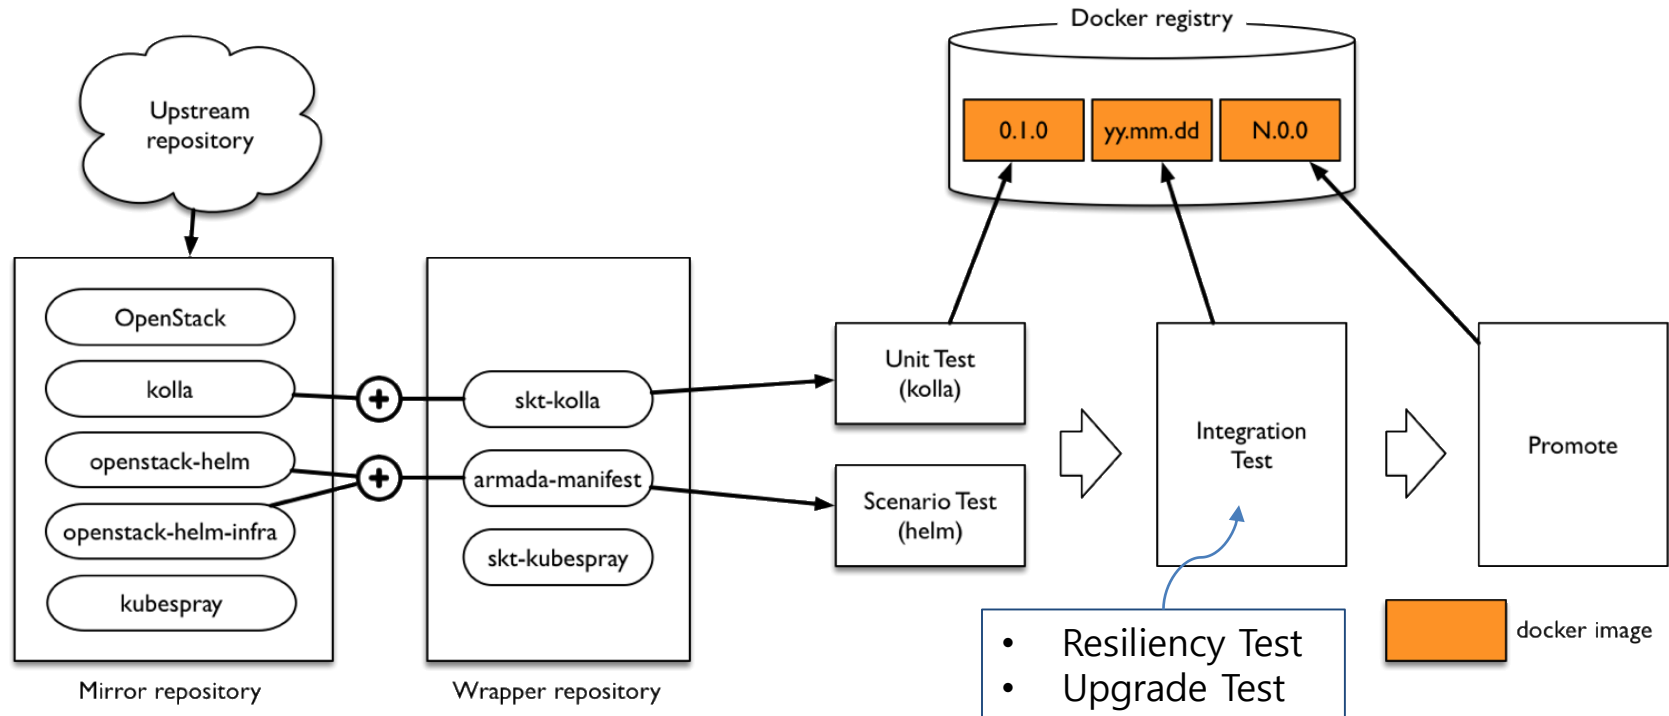 Docker registry
Upstream
repository
0.1.0
yy.mm.dd
N.0.0
OpenStack
kolla
openstack-helm
openstack-helm-infra
kubespray
Mirror repository
skt-kolla
armada-manifest
skt-kubespray
Wrapper repository
Unit Test
(kolla)
Scenario Test
(helm)
Integration
Test
Promote
• Resiliency Test
• Upgrade Test
docker image